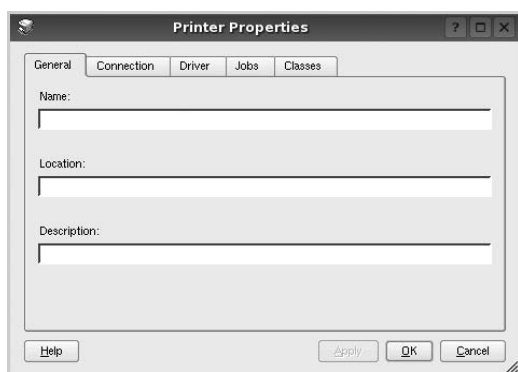 Printer Properties
?
General Connection Driver Jobs Classes
Name:
Location:
Description:
Help Apply OK Cancel